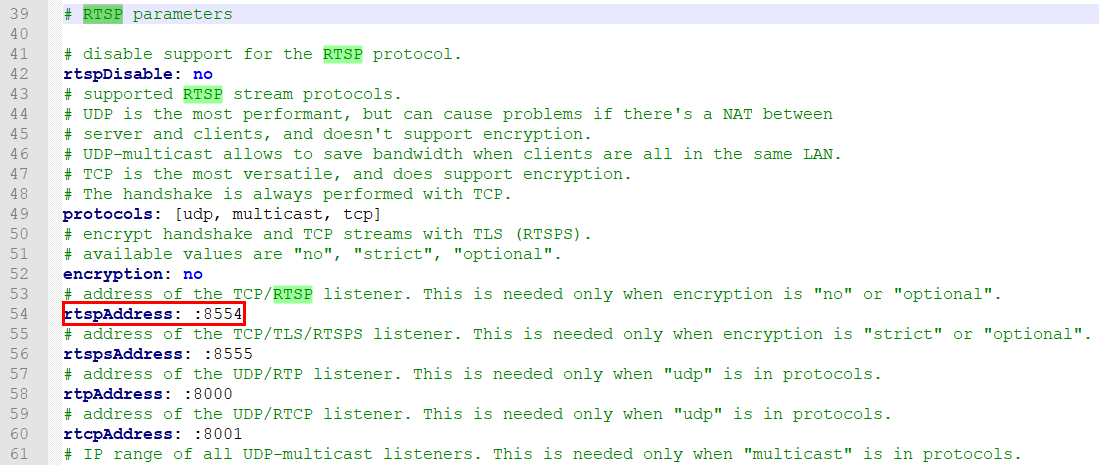 39 # RTSP parameters
40
41 # disable support for the RTSP protocol.
42 rtspDisable: no
43 # supported RTSP stream protocols.
44 # UDP is the most performant, but can cause problems if there's a NAT between
45 # server and clients, and doesn't support encryption.
46 # UDP-multicast allows to save bandwidth when clients are all in the same LAN.
47 # TCP is the most versatile, and does support encryption.
48 # The handshake is always performed with TCP.
49 protocols: [udp, multicast, tcp]
50 # encrypt handshake and TCP streams with TLS (RTSPS).
51 # available values are "no", "strict", "optional".
52 encryption: no
53 # address of the TCP/RTSP listener. This is needed only when encryption is "no" or "optional".
54 rtspAddress: :8554
55 # address of the TCP/TLS/RTSPS listener. This is needed only when encryption is "strict" or "optional".
56 rtspsAddress: :8555
57 # address of the UDP/RTP listener. This is needed only when "udp" is in protocols.
58 rtpAddress: :8000
59 # address of the UDP/RTCP listener. This is needed only when "udp" is in protocols.
60 rtcpAddress: :8001
61 # IP range of all UDP-multicast listeners. This is needed only when "multicast" is in protocols.